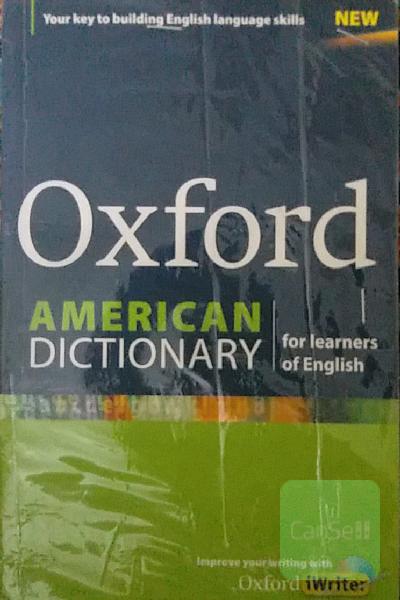 Your key to building English language skills
NEW
Oxford
AMERICAN
DICTIONARY
for learners
of English
CarSell
Improve your writing with
Oxford iWriter